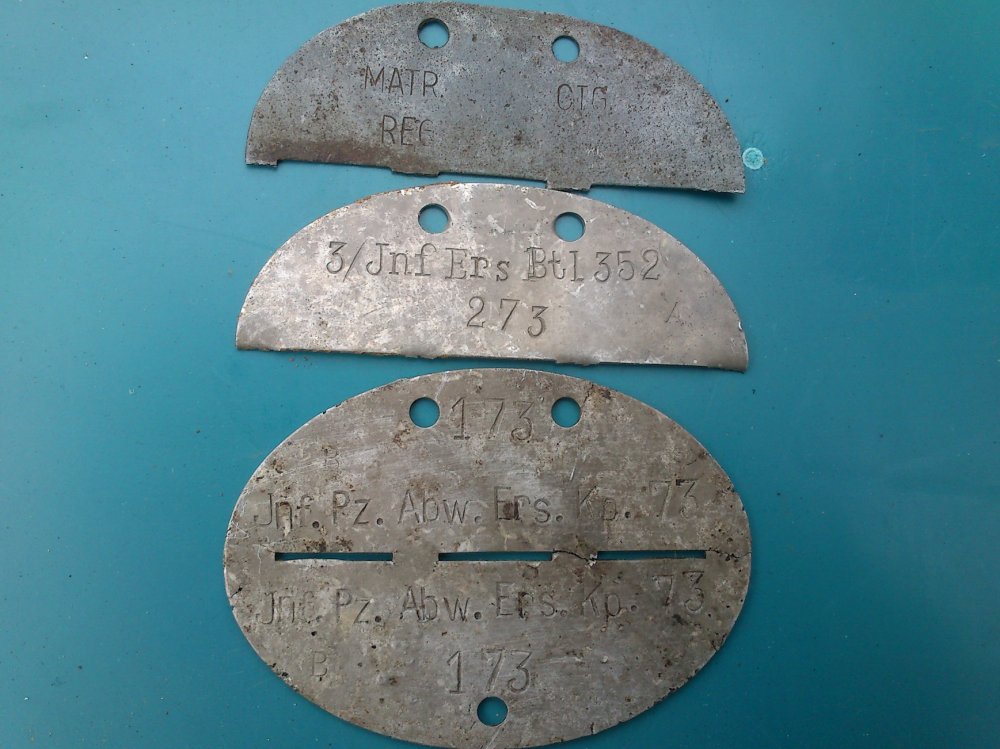 MATR. CTG.
REG
3/Jnf Ers Btl 352
273 A
173
Jnf. Pz. Abw. Ers. Kp. 73
Jnf. Pz. Abw. Ers. Kp. 73
B 173